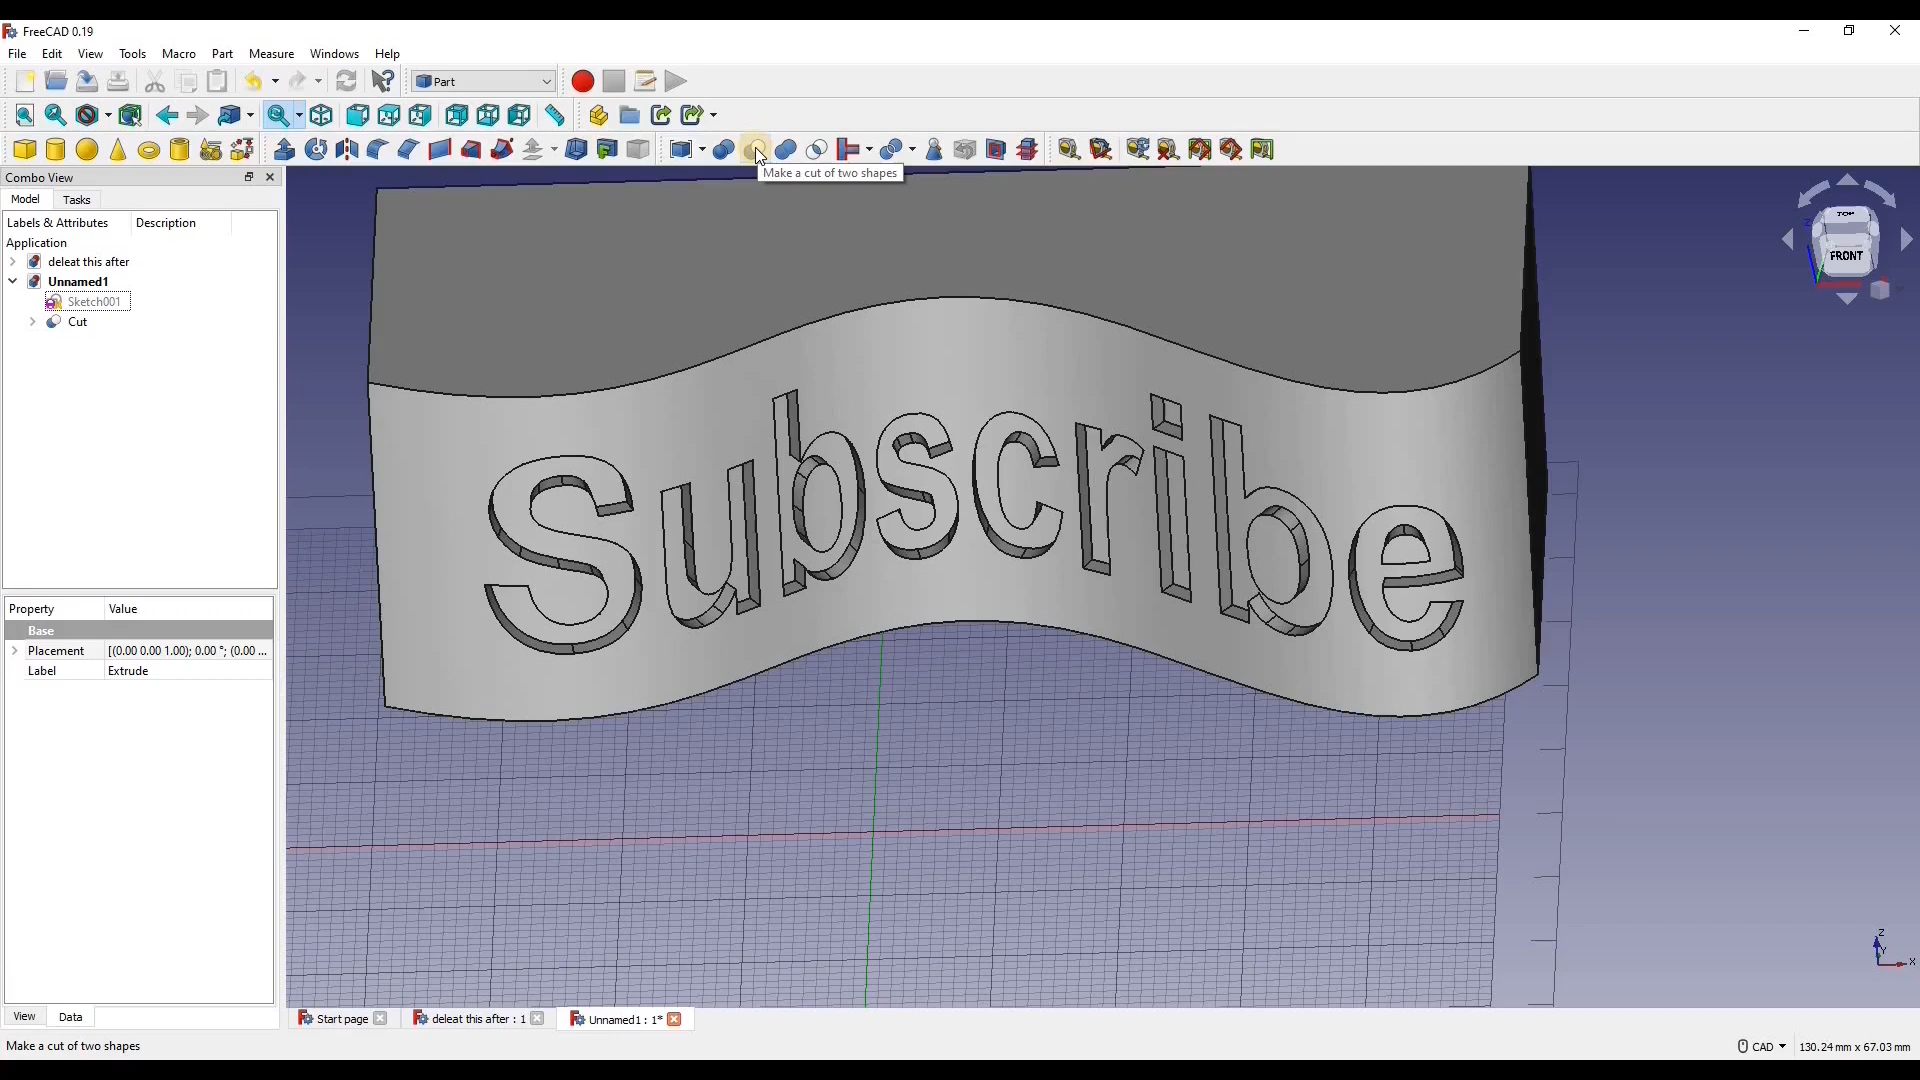 FreeCAD 0.19
File Edit View Tools Macro Part Measure Windows Help
Part
Make a cut of two shapes
Combo View
Model Tasks
Labels & Attributes Description
Application
deleat this after
Unnamed1
Sketch001
Cut
TOP
FRONT
Z
Subscribe
Property Value
Base
Placement [(0.00 0.00 1.00); 0.00 °; (0.00 ...
Label Extrude
Z
Y
X
View Data
Start page deleat this after : 1 Unnamed1 : 1*
Make a cut of two shapes
CAD 130.24 mm x 67.03 mm